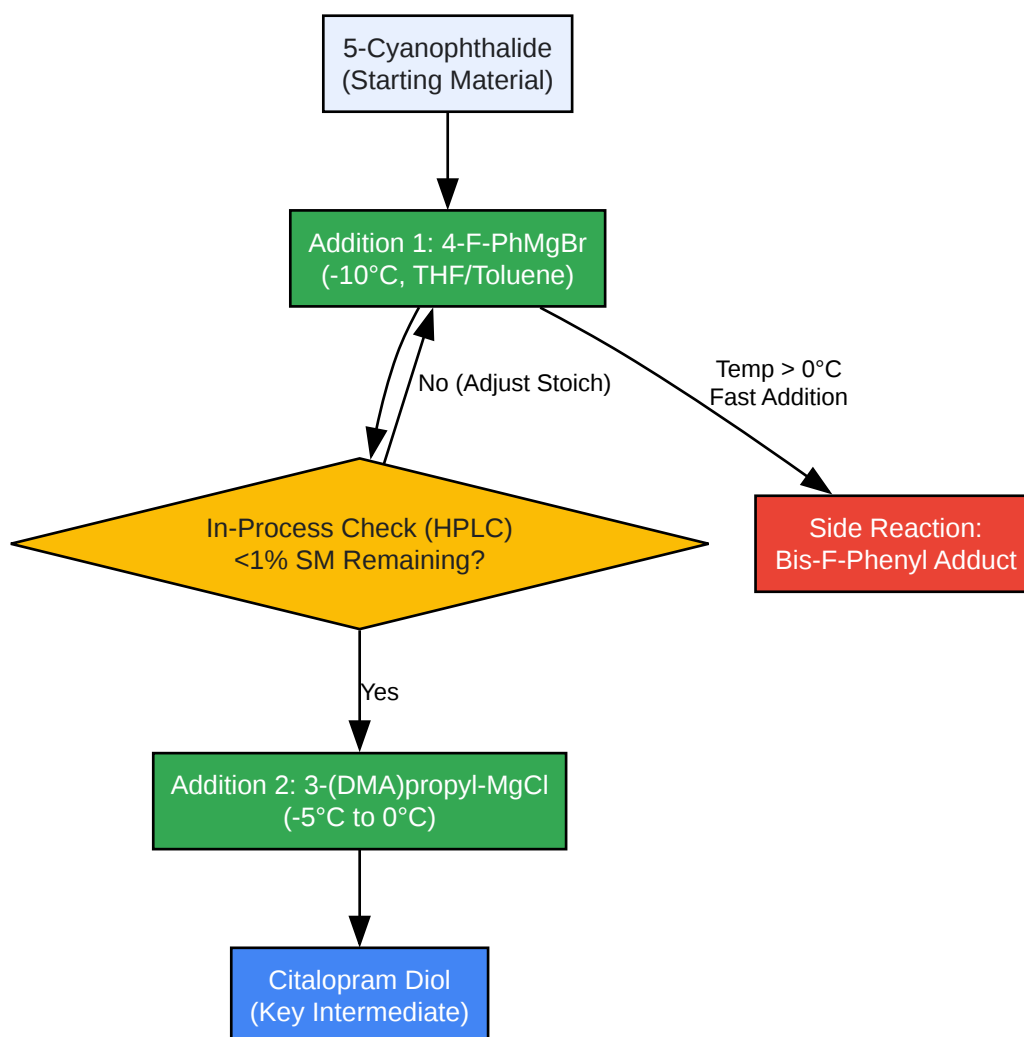 5-Cyanophthalide
(Starting Material)
Addition 1: 4-F-PhMgBr
(-10°C, THF/Toluene)
No (Adjust Stoich)
Temp > 0°C
Fast Addition
In-Process Check (HPLC)
<1% SM Remaining?
Side Reaction:
Bis-F-Phenyl Adduct
Yes
Addition 2: 3-(DMA)propyl-MgCl
(-5°C to 0°C)
Citalopram Diol
(Key Intermediate)